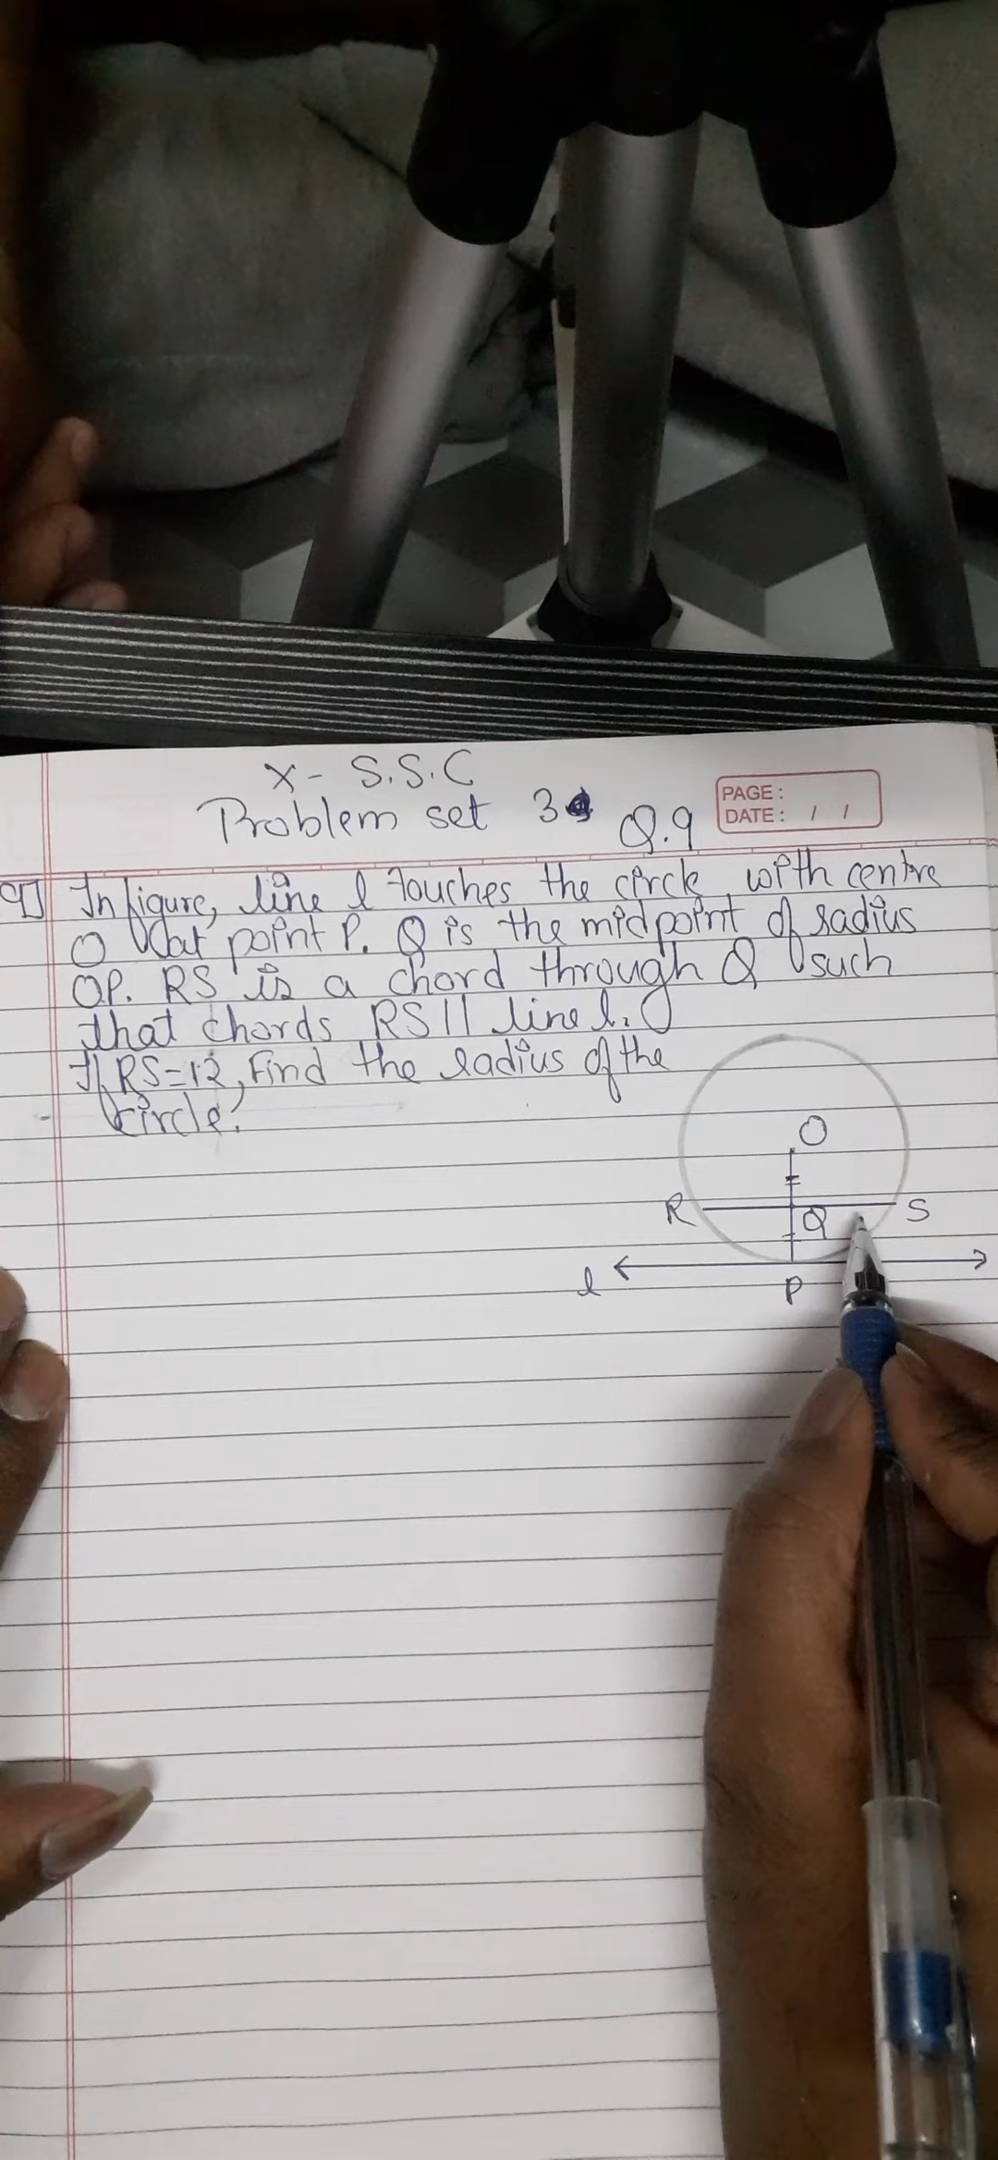 X- S.S.C
Problem set 3 Q.9
PAGE :
DATE : / /
9] In figure, line l touches the circle with centre
O at point P. Q is the midpoint of radius
OP. RS is a chord through Q such
that chords RS || line l.
If RS=12, Find the radius of the
circle.
O
R Q S
l P